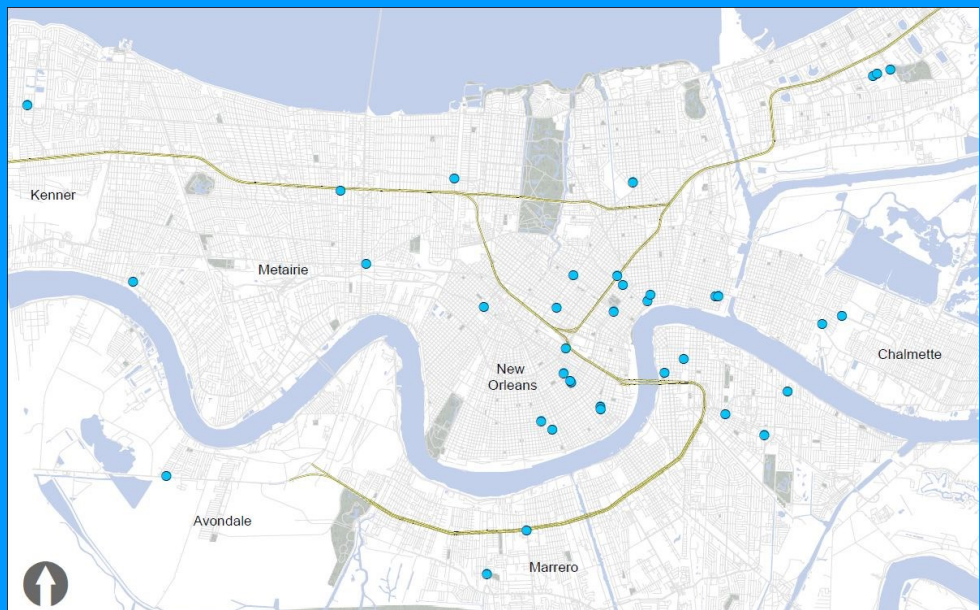 Kenner
Metairie
New
Orleans
Chalmette
Avondale
Marrero